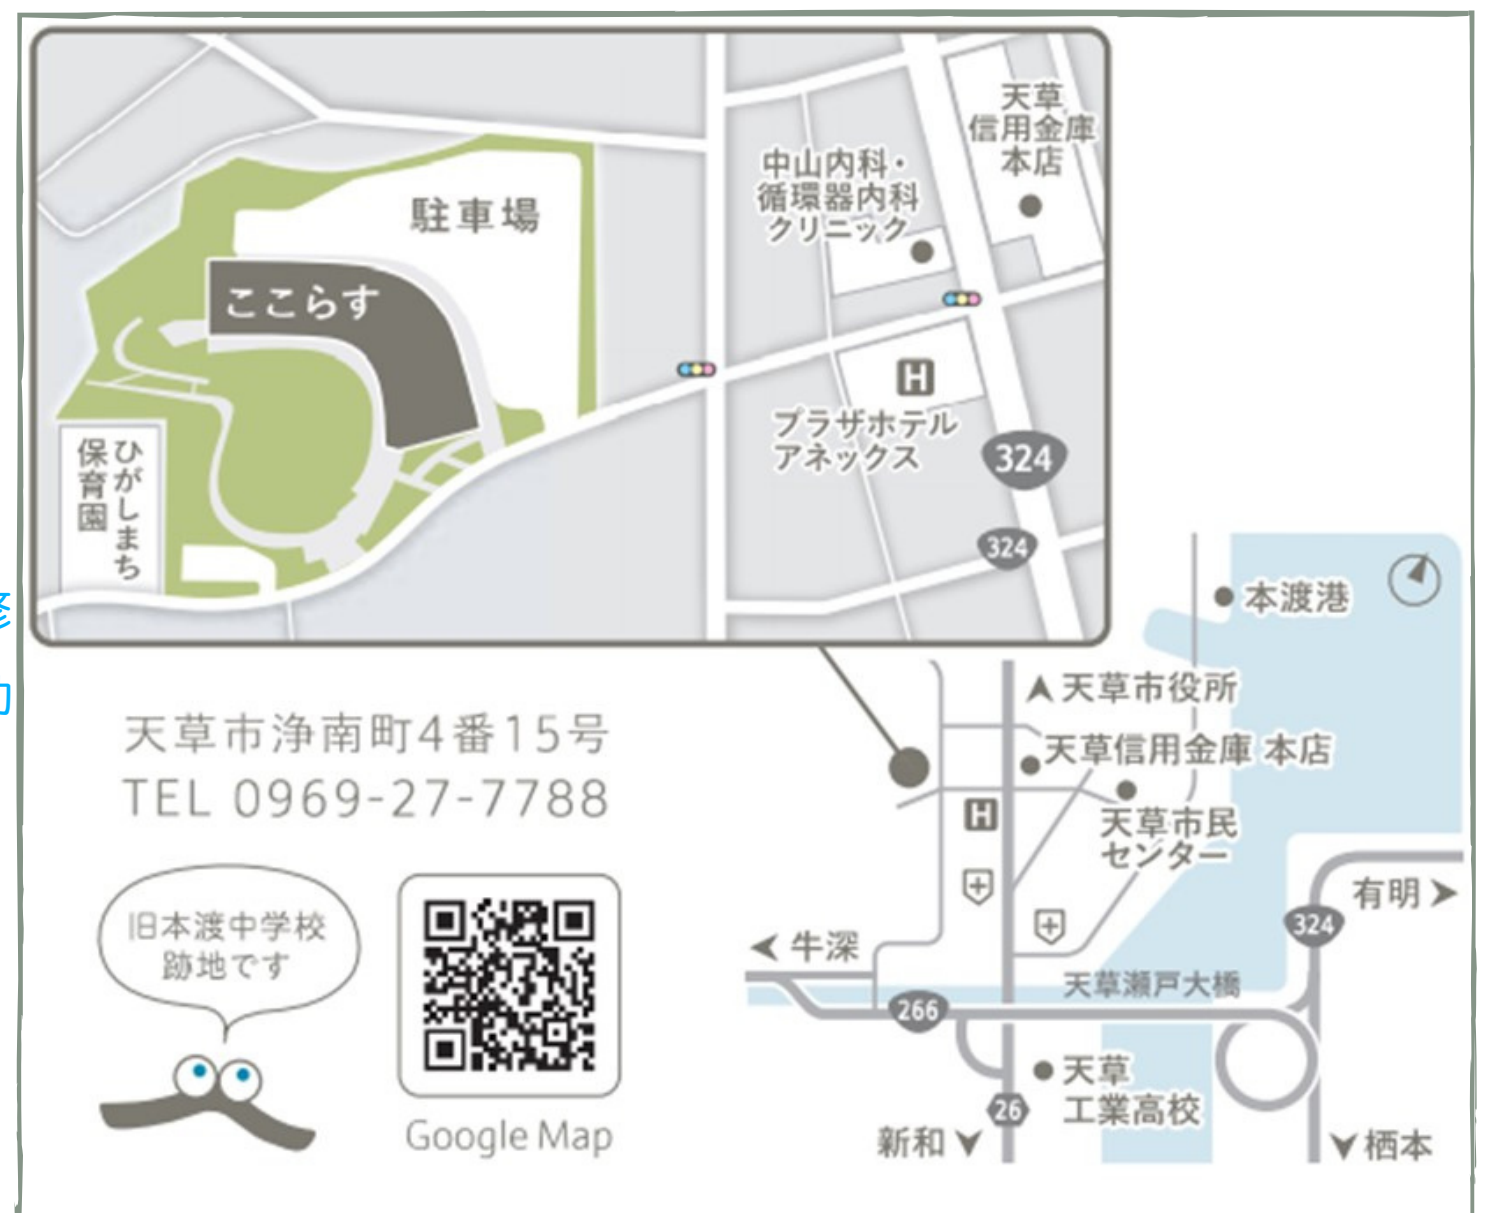 天草
信用金庫
本店
中山内科・
循環器内科
クリニック
駐車場
ここらす
H
プラザホテル
アネックス
324
324
ひがしまち
保育園
修
本渡港
天草市役所
天草信用金庫 本店
H
天草市民
センター
有明
324
牛深
天草瀬戸大橋
266
天草
工業高校
26
新和
栖本
天草市浄南町4番15号
TEL 0969-27-7788
旧本渡中学校
跡地です
Google Map